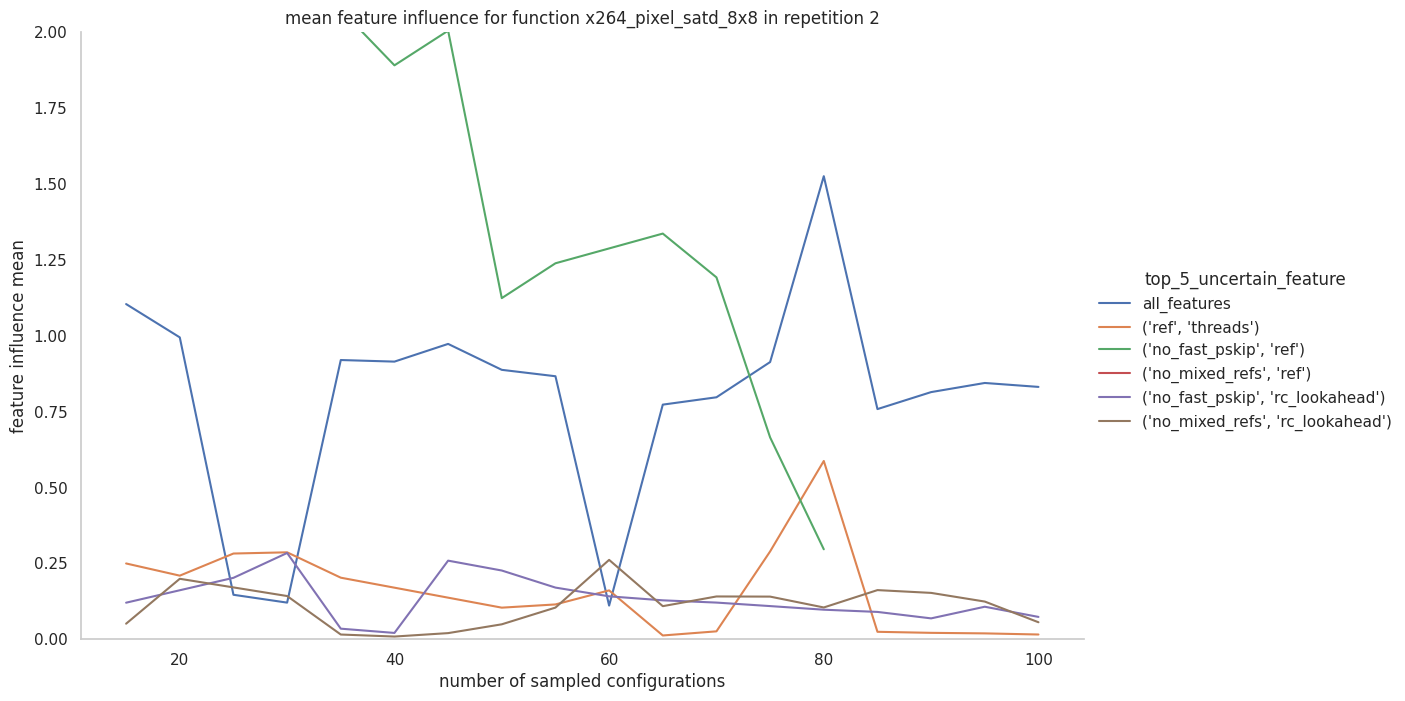 mean feature influence for function x264_pixel_satd_8x8 in repetition 2
2.00
1.75
1.50
1.25
1.00
0.75
0.50
0.25
0.00
feature influence mean
20
40
60
80
100
number of sampled configurations
top_5_uncertain_feature
all_features
('ref', 'threads')
('no_fast_pskip', 'ref')
('no_mixed_refs', 'ref')
('no_fast_pskip', 'rc_lookahead')
('no_mixed_refs', 'rc_lookahead')